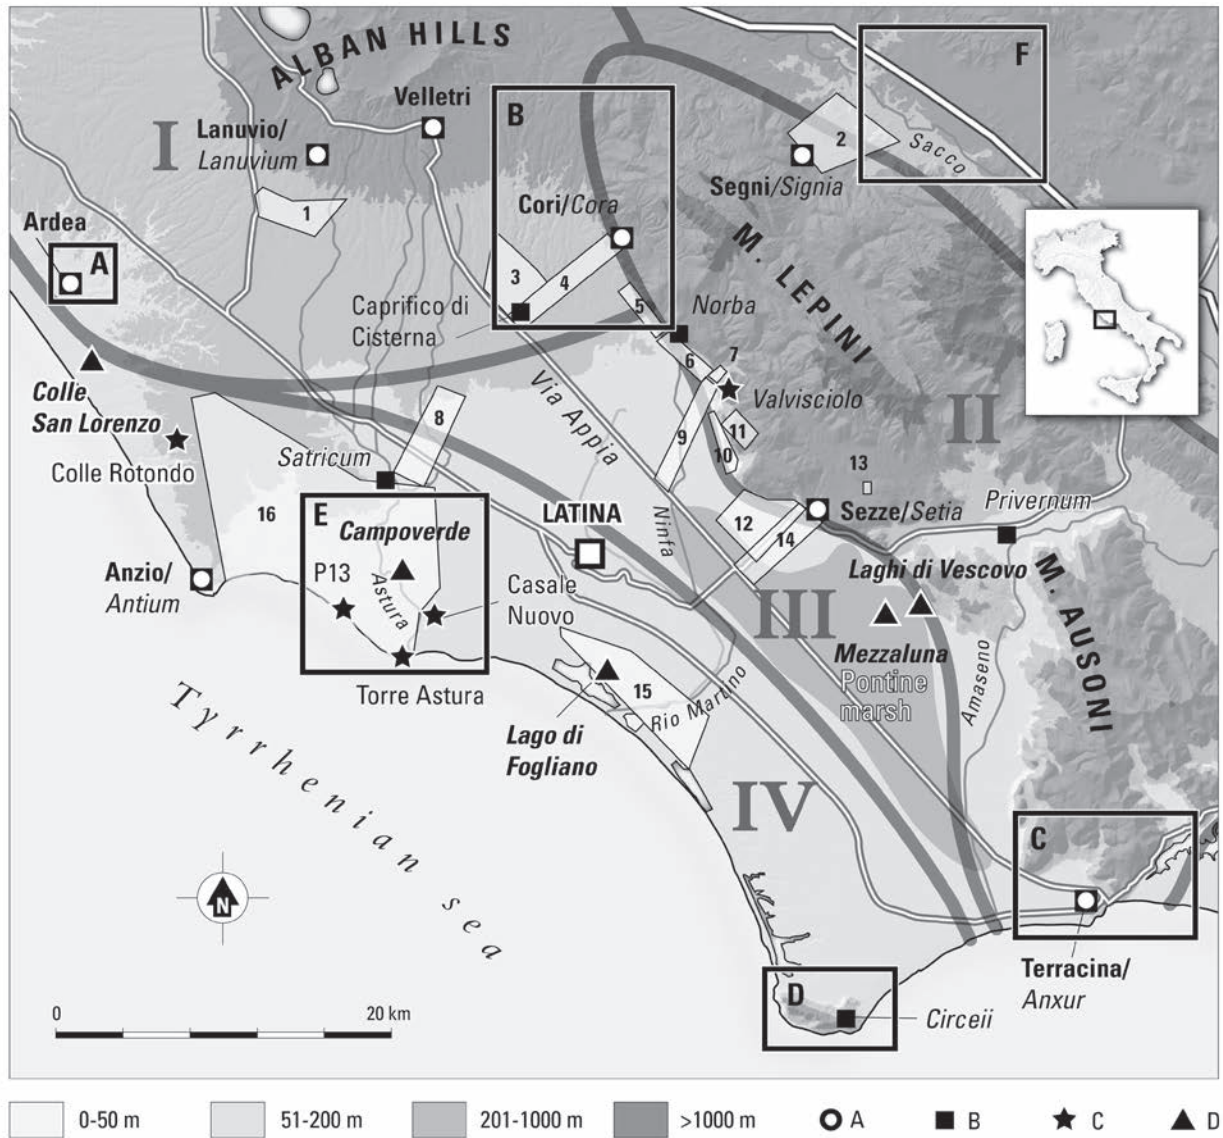 ALBAN HILLS
F
B
Velletri
I
Lanuvio/
Lanuvium
2
Sacco
Segni/Signia
Ardea
1
Cori/Cora
A
M. LEPINI
3
4
Caprifico di
Cisterna
5
Norba
6
7
Valvisciolo
Via Appia
Colle
San Lorenzo
8
9
11
10
II
Colle Rotondo
Satricum
13
Privernum
16
E
LATINA
Ninfa
12
14
Sezze/Setia
Campoverde
Laghi di Vescovo
M. AUSONI
Anzio/
Antium
P13
Astura
Casale
Nuovo
III
Mezzaluna
Pontine
marsh
Amaseno
Torre Astura
15
Rio Martino
Lago di
Fogliano
Tyrrhenian sea
IV
C
N
Terracina/
Anxur
D
Circeii
0
20 km
0-50 m
51-200 m
201-1000 m
>1000 m
A
B
C
D